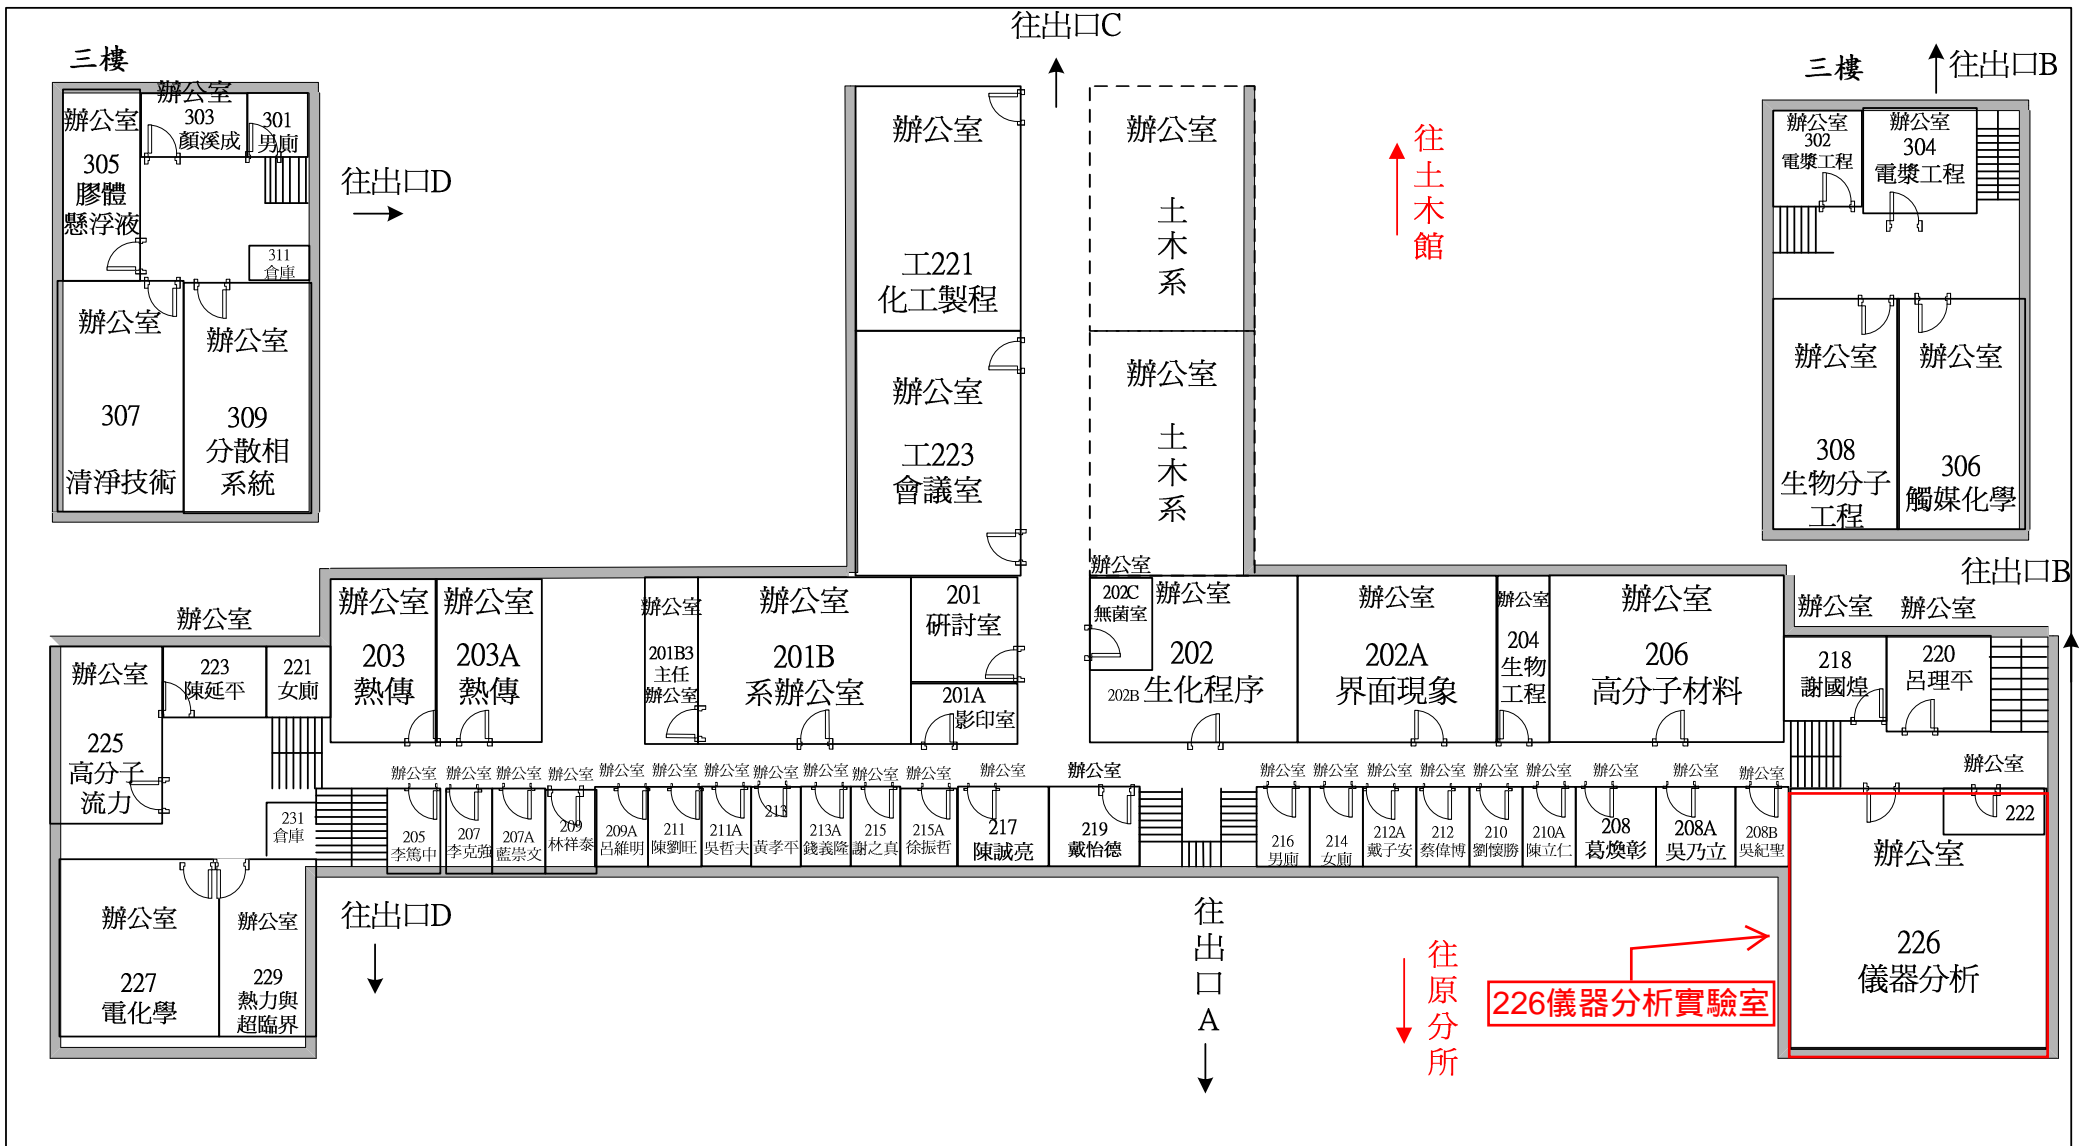 往出口C
三樓
三樓
往出口B
辦公室
303
顏溪成
301
男廁
辦公室
305
膠體
懸浮液
往出口D
311
倉庫
辦公室
307
清淨技術
辦公室
309
分散相
系統
辦公室
工221
化工製程
辦公室
土木系
往土木館
辦公室
302
電漿工程
辦公室
304
電漿工程
辦公室
工223
會議室
辦公室
土木系
辦公室
308
生物分子
工程
辦公室
306
觸媒化學
往出口B
辦公室
辦公室
225
高分子
流力
223
陳延平
221
女廁
辦公室
203
熱傳
辦公室
203A
熱傳
辦公室
201B3
主任
辦公室
辦公室
201B
系辦公室
201
研討室
201A
影印室
辦公室
202C
無菌室
辦公室
202
生化程序
202B
辦公室
202A
界面現象
辦公室
204
生物
工程
辦公室
206
高分子材料
辦公室
218
謝國煌
辦公室
220
呂理平
231
倉庫
辦公室
205
李篤中
辦公室
207
李克強
辦公室
207A
藍崇文
辦公室
209
林祥泰
辦公室
209A
呂維明
辦公室
211
陳劉旺
辦公室
211A
吳哲夫
辦公室
213
黃孝平
辦公室
213A
錢義隆
辦公室
215
謝之真
辦公室
215A
徐振哲
辦公室
217
陳誠亮
辦公室
219
戴怡德
辦公室
216
男廁
辦公室
214
女廁
辦公室
212A
戴子安
辦公室
212
蔡偉博
辦公室
210
劉懷勝
辦公室
210A
陳立仁
辦公室
208
葛煥彰
辦公室
208A
吳乃立
辦公室
208B
吳紀聖
辦公室
222
辦公室
226
儀器分析
辦公室
227
電化學
辦公室
229
熱力與
超臨界
往出口D
往出口A
往原分所
226儀器分析實驗室